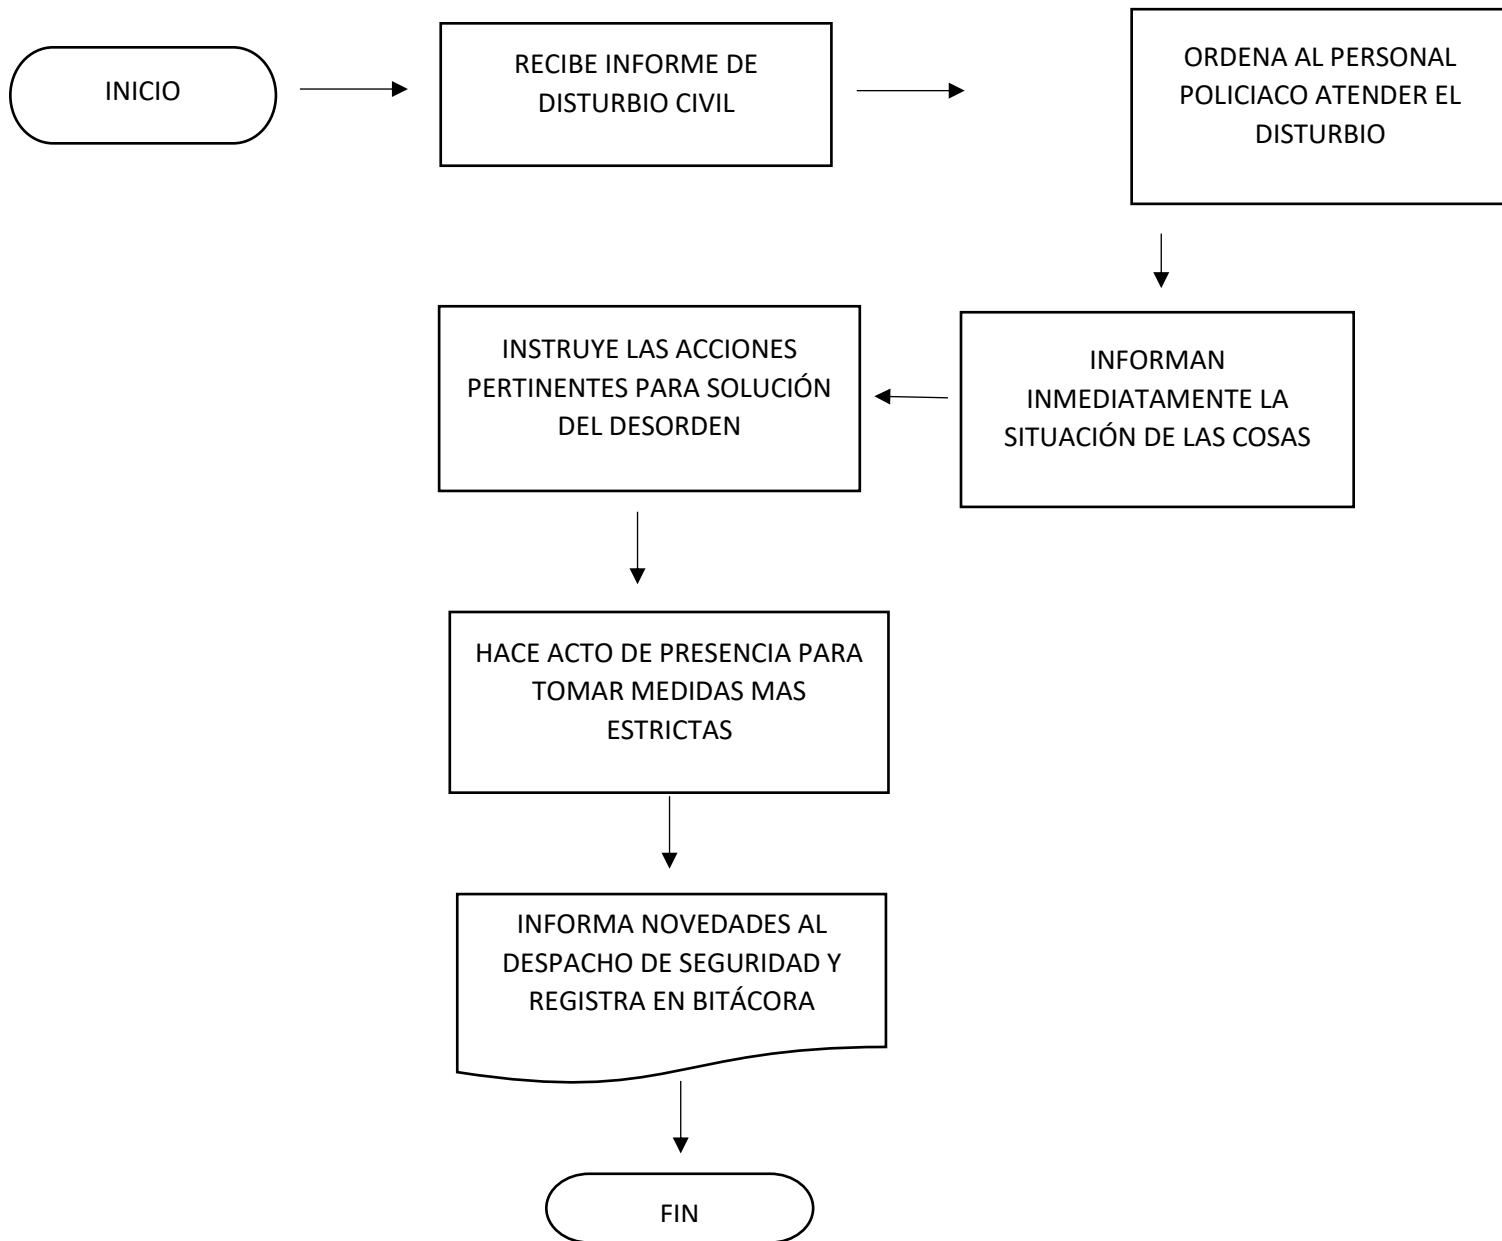 INICIO
RECIBE INFORME DE
DISTURBIO CIVIL
ORDENA AL PERSONAL
POLICIACO ATENDER EL
DISTURBIO
INFORMAN
INMEDIATAMENTE LA
SITUACIÓN DE LAS COSAS
INSTRUYE LAS ACCIONES
PERTINENTES PARA SOLUCIÓN
DEL DESORDEN
HACE ACTO DE PRESENCIA PARA
TOMAR MEDIDAS MAS
ESTRICTAS
INFORMA NOVEDADES AL
DESPACHO DE SEGURIDAD Y
REGISTRA EN BITÁCORA
FIN